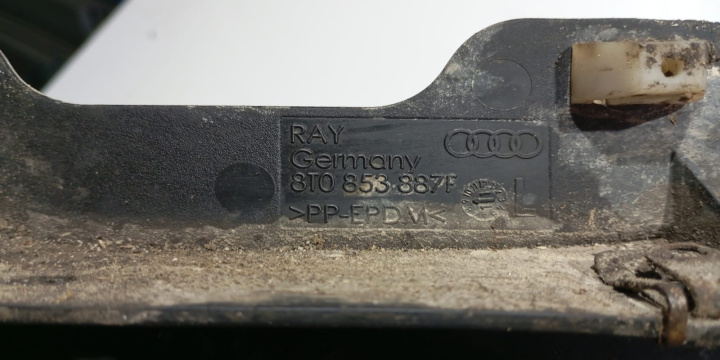 RAY
Germany
8T0 853 887F
>PP-EPDM<
L